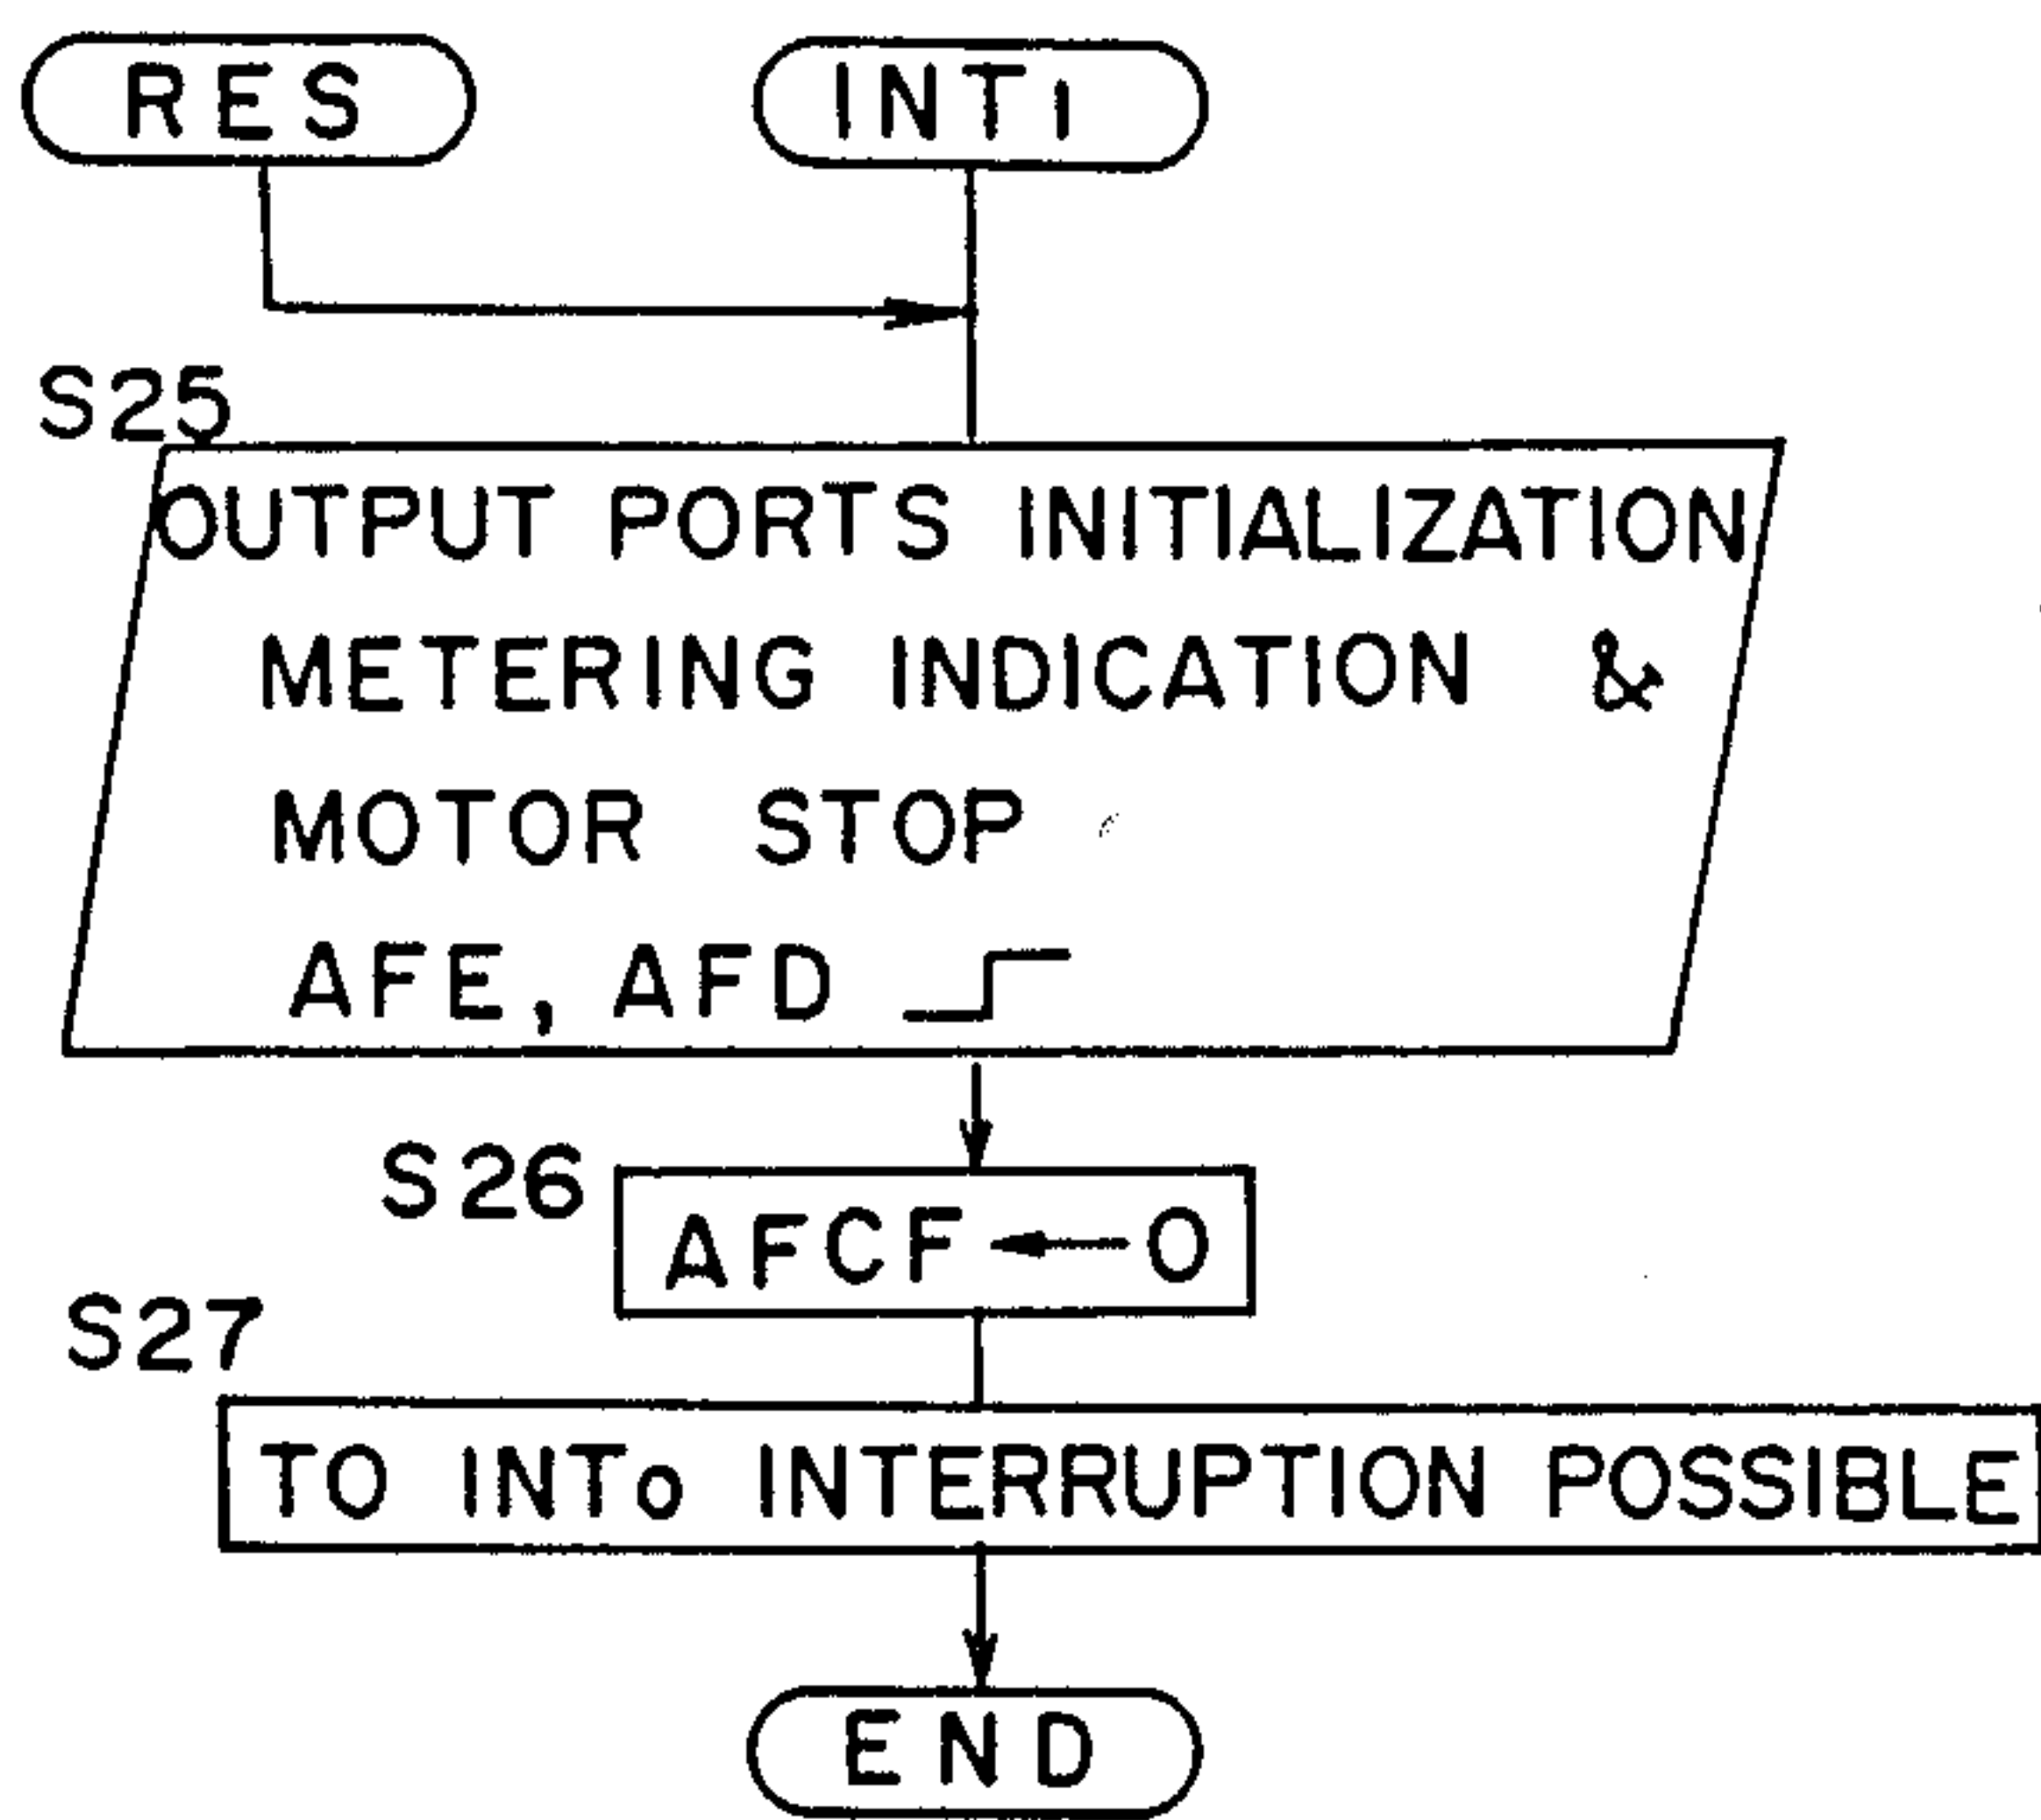 RES
INT1
S25
OUTPUT PORTS INITIALIZATION
METERING INDICATION &
MOTOR STOP
AFE, AFD
S26
AFCF ← 0
S27
TO INT0 INTERRUPTION POSSIBLE
END